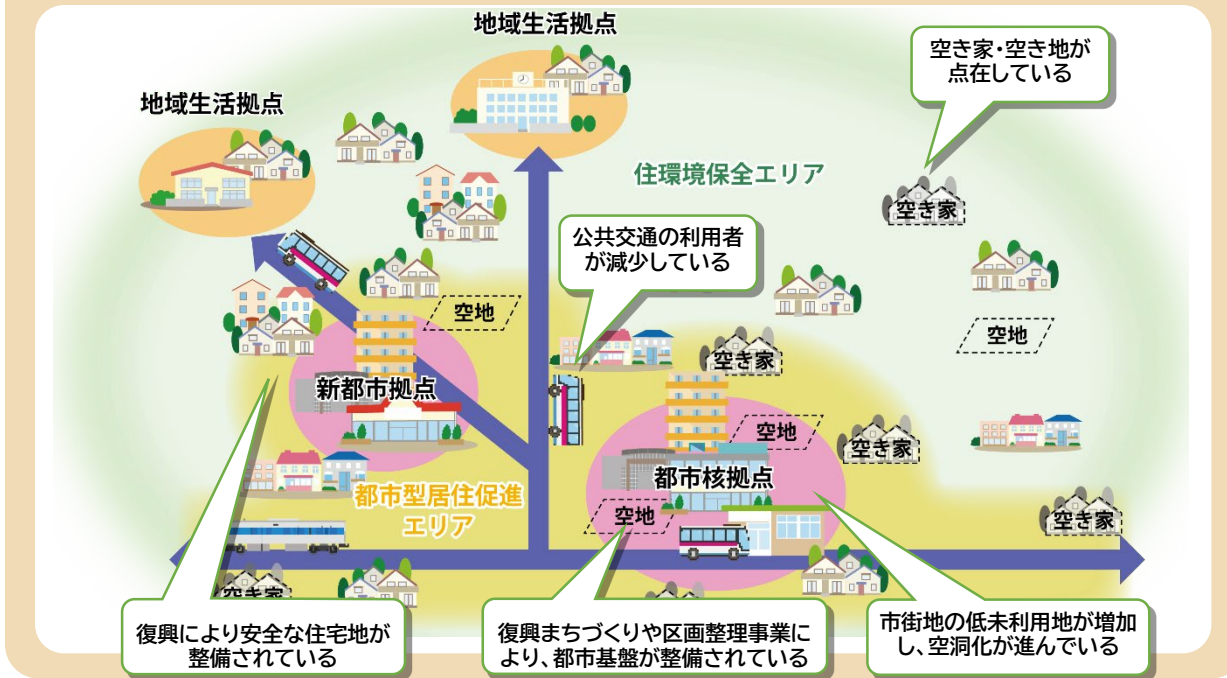 地域生活拠点
空き家・空き地が
点在している
地域生活拠点
住環境保全エリア
空き家
公共交通の利用者
が減少している
空地
空地
空き家
新都市拠点
空地
空き家
都市核拠点
都市型居住促進
エリア
空地
空き家
空き家
復興により安全な住宅地が
整備されている
復興まちづくりや区画整理事業に
より、都市基盤が整備されている
市街地の低未利用地が増加
し、空洞化が進んでいる